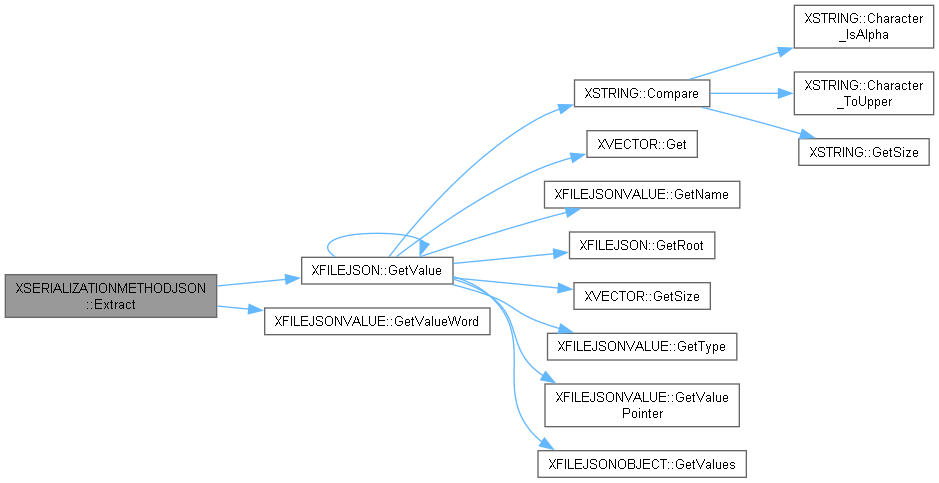 XSERIALIZATIONMETHODJSON
::Extract
XFILEJSON::GetValue
XFILEJSONVALUE::GetValueWord
XSTRING::Compare
XVECTOR::Get
XFILEJSONVALUE::GetName
XFILEJSON::GetRoot
XVECTOR::GetSize
XFILEJSONVALUE::GetType
XFILEJSONVALUE::GetValue
Pointer
XFILEJSONOBJECT::GetValues
XSTRING::Character
_IsAlpha
XSTRING::Character
_ToUpper
XSTRING::GetSize